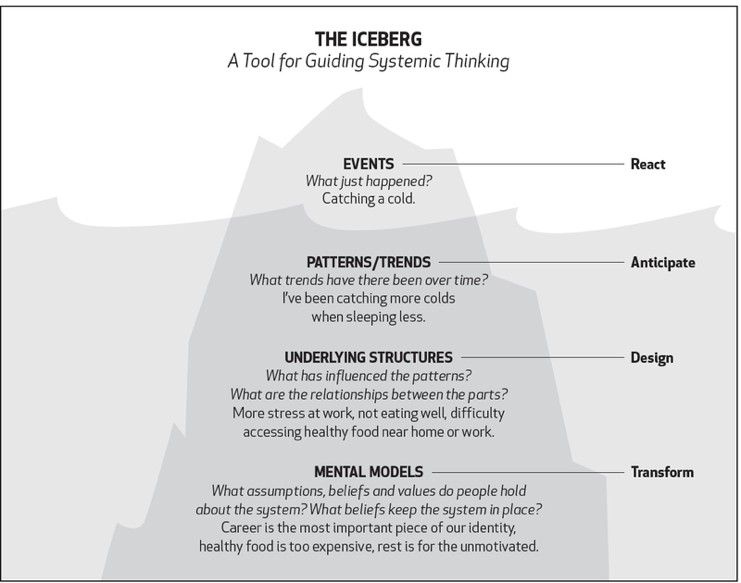 THE ICEBERG
A Tool for Guiding Systemic Thinking
EVENTS
React
What just happened?
Catching a cold.
PATTERNS/TRENDS
Anticipate
What trends have there been over time?
I've been catching more colds
when sleeping less.
UNDERLYING STRUCTURES
Design
What has influenced the patterns?
What are the relationships between the parts?
More stress at work, not eating well, difficulty
accessing healthy food near home or work.
MENTAL MODELS
Transform
What assumptions, beliefs and values do people hold
about the system? What beliefs keep the system in place?
Career is the most important piece of our identity,
healthy food is too expensive, rest is for the unmotivated.